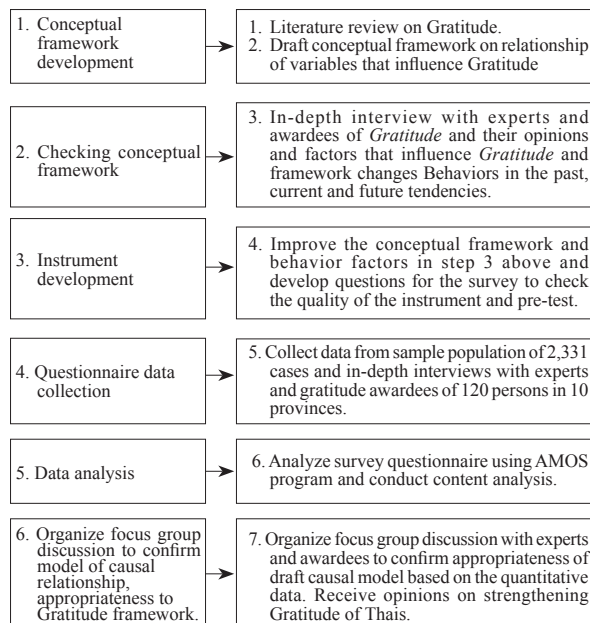 1. Conceptual
framework
development
1. Literature review on Gratitude.
2. Draft conceptual framework on relationship
of variables that influence Gratitude
2. Checking conceptual
framework
3. In-depth interview with experts and
awardees of Gratitude and their opinions
and factors that influence Gratitude and
framework changes Behaviors in the past,
current and future tendencies.
3. Instrument
development
4. Improve the conceptual framework and
behavior factors in step 3 above and
develop questions for the survey to check
the quality of the instrument and pre-test.
4. Questionnaire data
collection
5. Collect data from sample population of 2,331
cases and in-depth interviews with experts
and gratitude awardees of 120 persons in 10
provinces.
5. Data analysis
6. Analyze survey questionnaire using AMOS
program and conduct content analysis.
6. Organize focus group
discussion to confirm
model of causal
relationship,
appropriateness to
Gratitude framework.
7. Organize focus group discussion with experts
and awardees to confirm appropriateness of
draft causal model based on the quantitative
data. Receive opinions on strengthening
Gratitude of Thais.